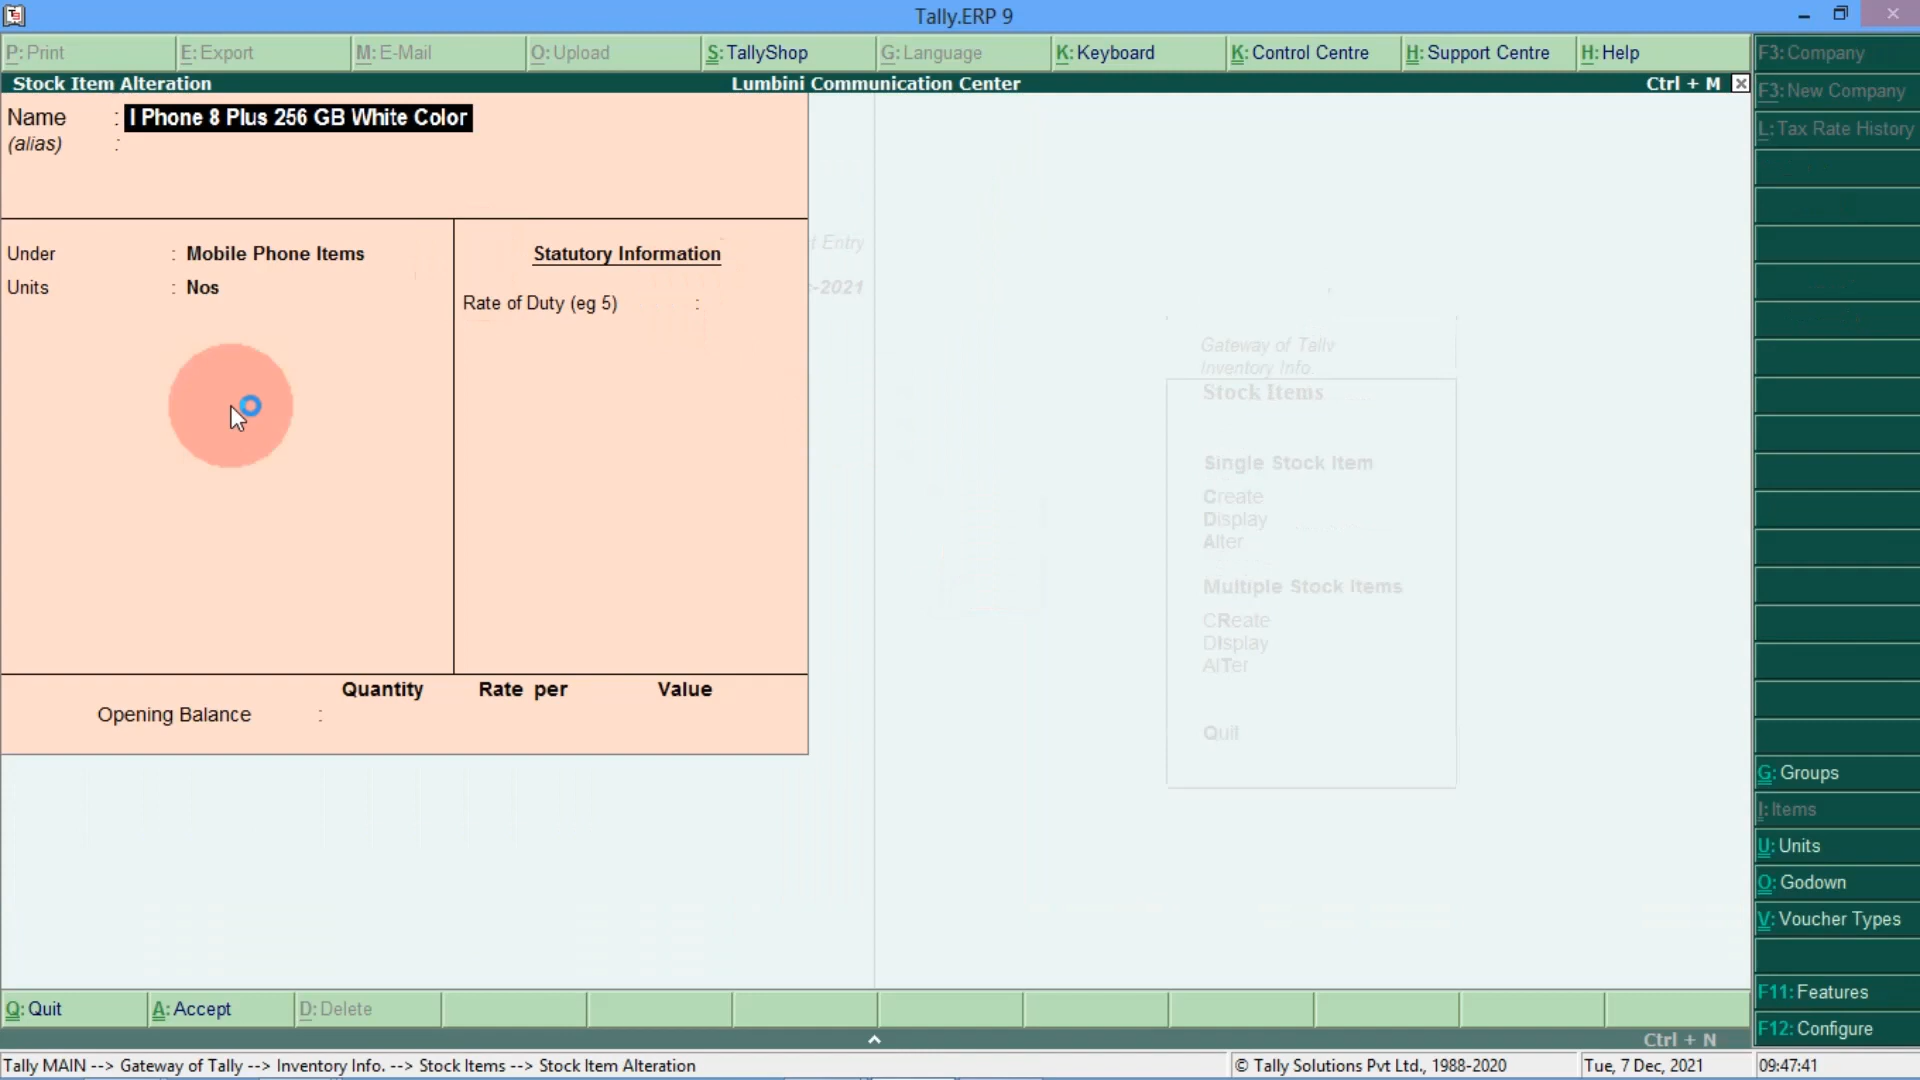 Tally.ERP 9
P: Print E: Export M: E-Mail O: Upload S: TallyShop G: Language K: Keyboard K: Control Centre H: Support Centre H: Help
F3: Company
Stock Item Alteration Lumbini Communication Center Ctrl + M
F3: New Company
L: Tax Rate History
Name : I Phone 8 Plus 256 GB White Color
(alias) :
Under : Mobile Phone Items
Units : Nos
Statutory Information
Rate of Duty (eg 5) :
t Entry
-2021
Gateway of Tally
Inventory Info.
Stock Items
Single Stock Item
Create
Display
Alter
Multiple Stock Items
CReate
DIsplay
AlTer
Quit
Quantity Rate per Value
Opening Balance :
G: Groups
I: Items
U: Units
O: Godown
V: Voucher Types
F11: Features
F12: Configure
Q: Quit A: Accept D: Delete
Ctrl + N
Tally MAIN --> Gateway of Tally --> Inventory Info. --> Stock Items --> Stock Item Alteration © Tally Solutions Pvt Ltd., 1988-2020 Tue, 7 Dec, 2021 09:47:41